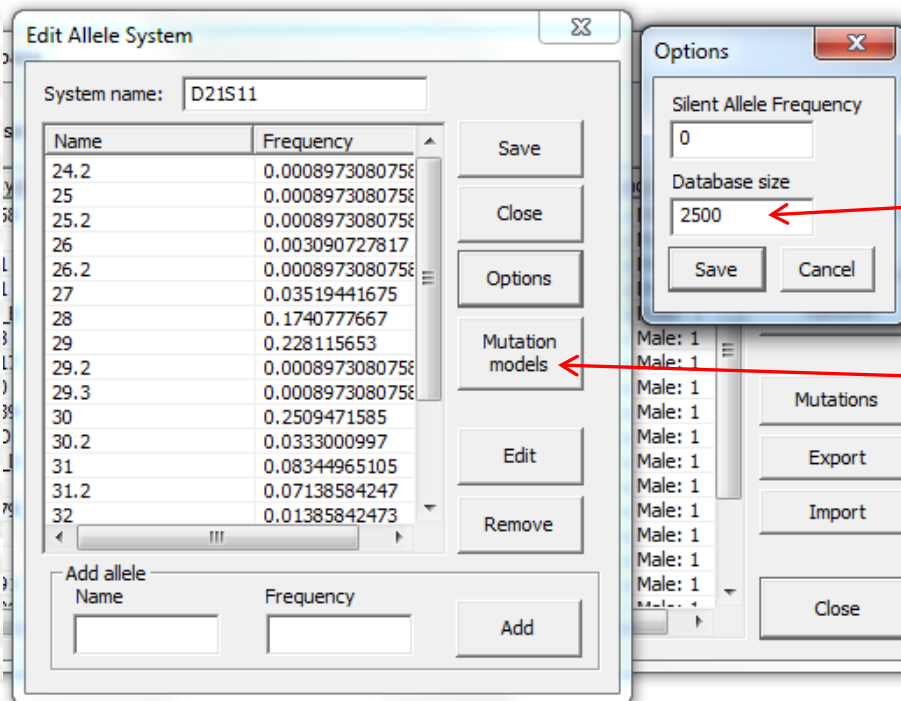 Edit Allele System
System name: D21S11
Name Frequency
24.2 0.0008973080758
25 0.0008973080758
25.2 0.0008973080758
26 0.003090727817
26.2 0.0008973080758
27 0.03519441675
28 0.1740777667
29 0.228115653
29.2 0.0008973080758
29.3 0.0008973080758
30 0.2509471585
30.2 0.0333000997
31 0.08344965105
31.2 0.07138584247
32 0.01385842473
Save
Close
Options
Mutation
models
Edit
Remove
Add allele
Name Frequency
Add
Options
Silent Allele Frequency
0
Database size
2500
Save Cancel
Male: 1
Male: 1
Male: 1
Male: 1
Male: 1
Male: 1
Male: 1
Male: 1
Male: 1
Male: 1
Male: 1
Mutations
Export
Import
Close